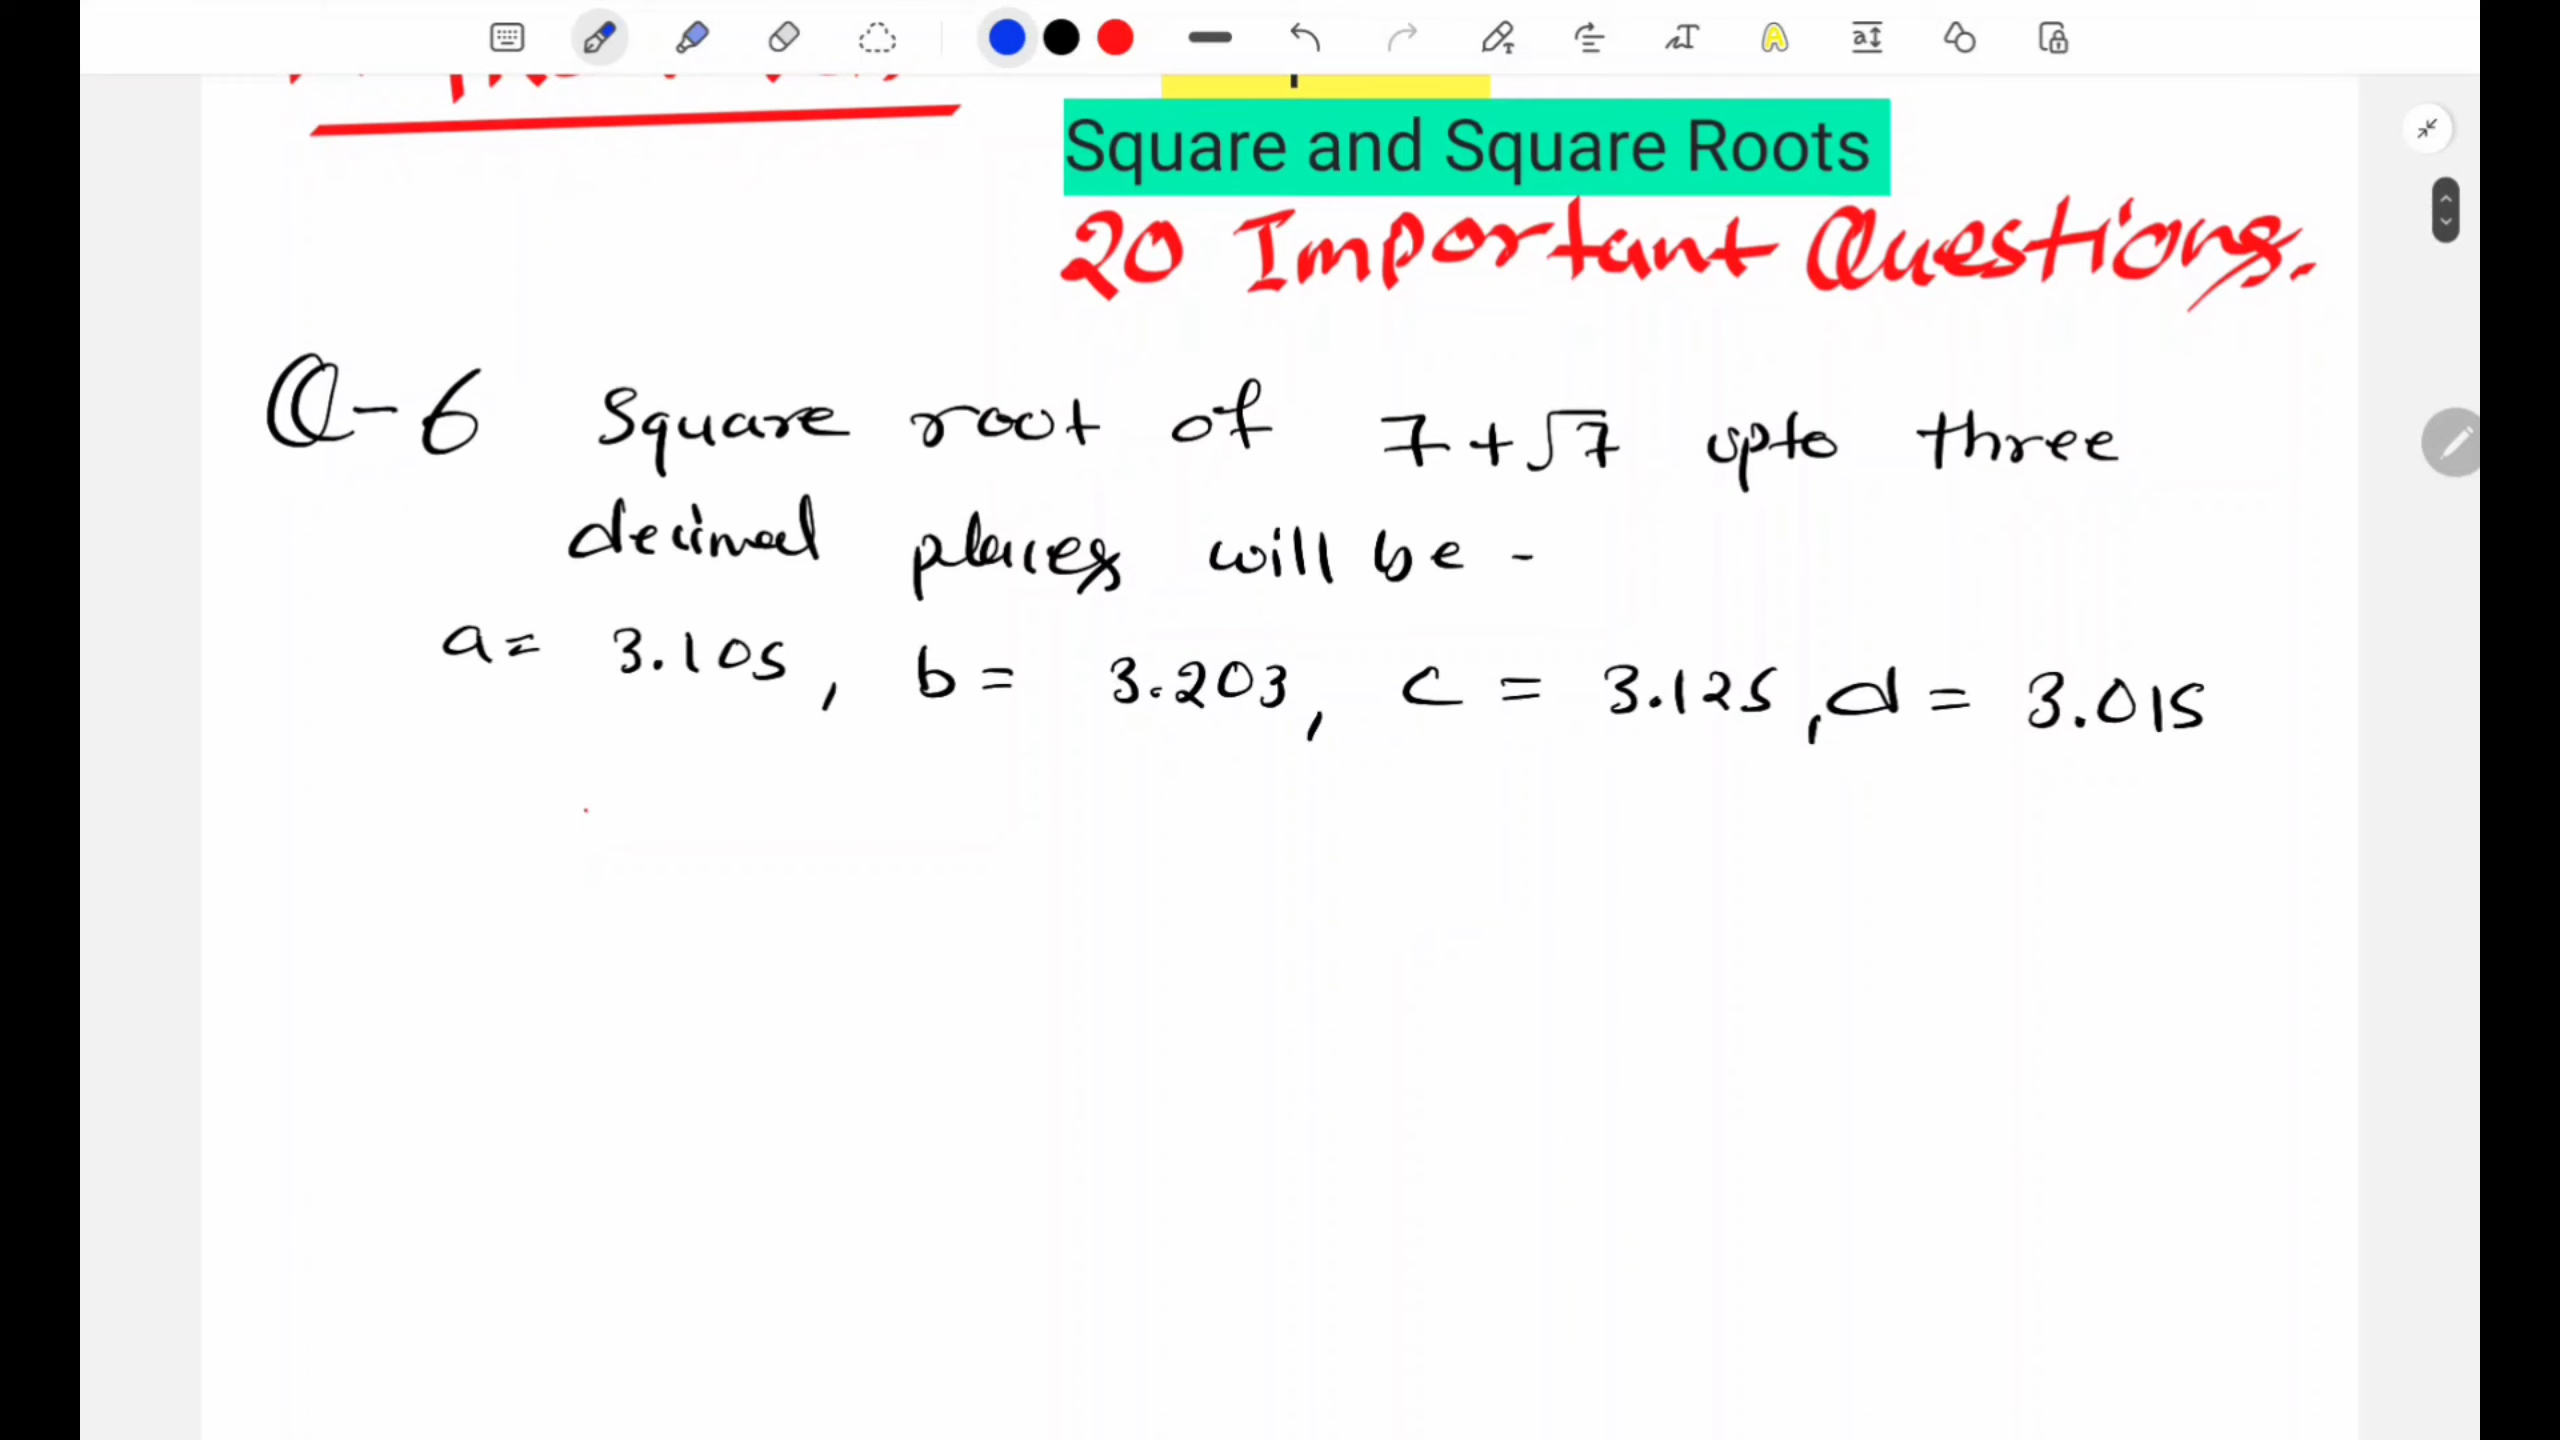 Square and Square Roots
20 Important Questions.
Q-6 Square root of 7+√7 upto three
decimal places will be -
a= 3.105, b= 3.203, c = 3.125, d = 3.015